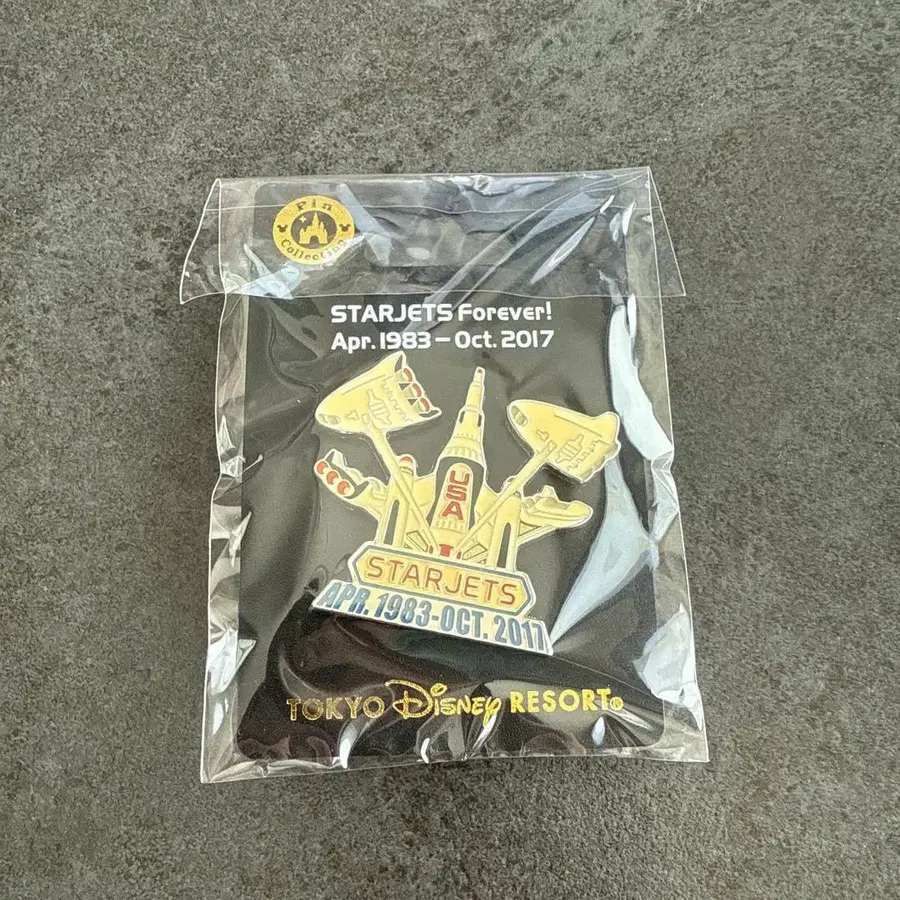 Pin
Collection
STARJETS Forever!
Apr. 1983 – Oct. 2017
USA
STARJETS
APR. 1983-OCT. 2017
TOKYO Disney RESORT®